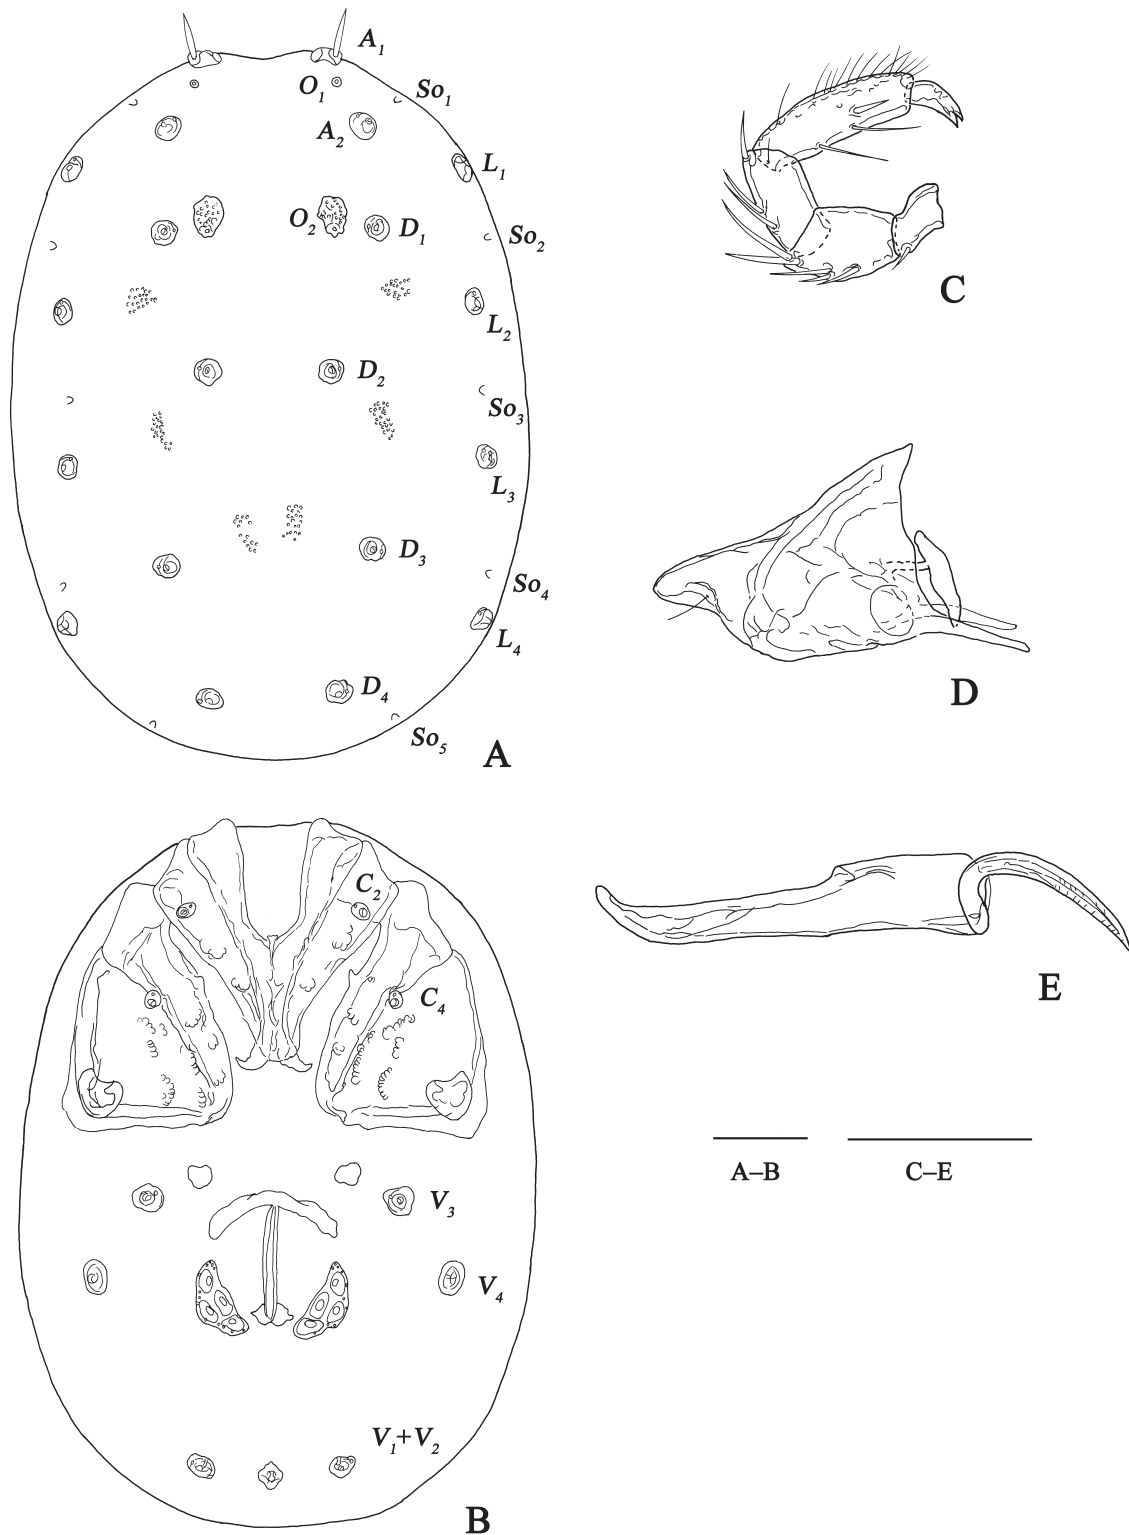 A₁
O₁
So₁
A₂
L₁
O₂
D₁
So₂
L₂
D₂
So₃
L₃
D₃
So₄
L₄
D₄
So₅
A
C
D
C₂
C₄
E
A–B
C–E
V₃
V₄
V₁+V₂
B